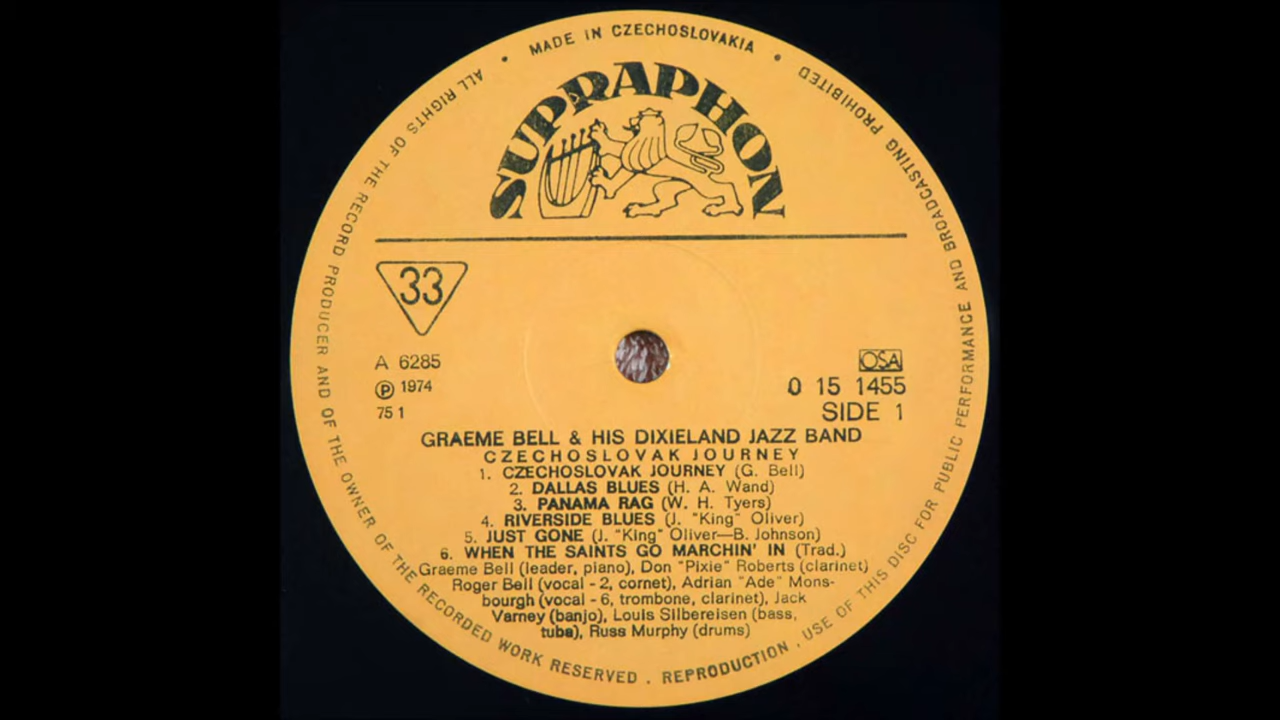 MADE IN CZECHOSLOVAKIA
ALL RIGHTS OF THE RECORD PRODUCER AND OF THE OWNER OF THE RECORDED WORK RESERVED . REPRODUCTION . USE OF THIS DISC FOR PUBLIC PERFORMANCE AND BROADCASTING PROHIBITED
SUPRAPHON
33
A 6285
Ⓟ 1974
75 1
OSA
0 15 1455
SIDE 1
GRAEME BELL & HIS DIXIELAND JAZZ BAND
CZECHOSLOVAK JOURNEY
1. CZECHOSLOVAK JOURNEY (G. Bell)
2. DALLAS BLUES (H. A. Wand)
3. PANAMA RAG (W. H. Tyers)
4. RIVERSIDE BLUES (J. "King" Oliver)
5. JUST GONE (J. "King" Oliver—B. Johnson)
6. WHEN THE SAINTS GO MARCHIN' IN (Trad.)
Graeme Bell (leader, piano), Don "Pixie" Roberts (clarinet)
Roger Bell (vocal - 2, cornet), Adrian "Ade" Mons-
bourgh (vocal - 6, trombone, clarinet), Jack
Varney (banjo), Louis Silbereisen (bass,
tuba), Russ Murphy (drums)